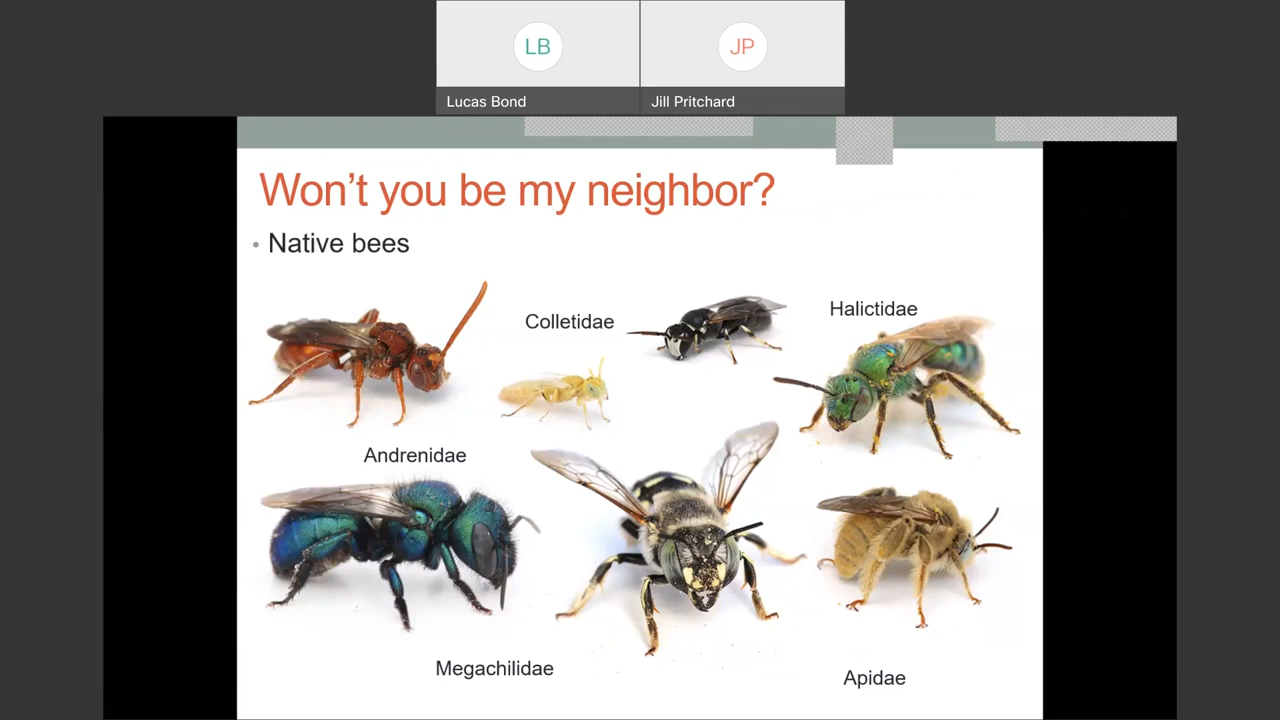 LB
JP
Lucas Bond
Jill Pritchard
Won't you be my neighbor?
• Native bees
Colletidae
Halictidae
Andrenidae
Megachilidae
Apidae